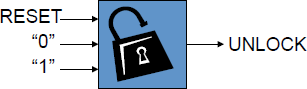 RESET
“0”
“1”
UNLOCK